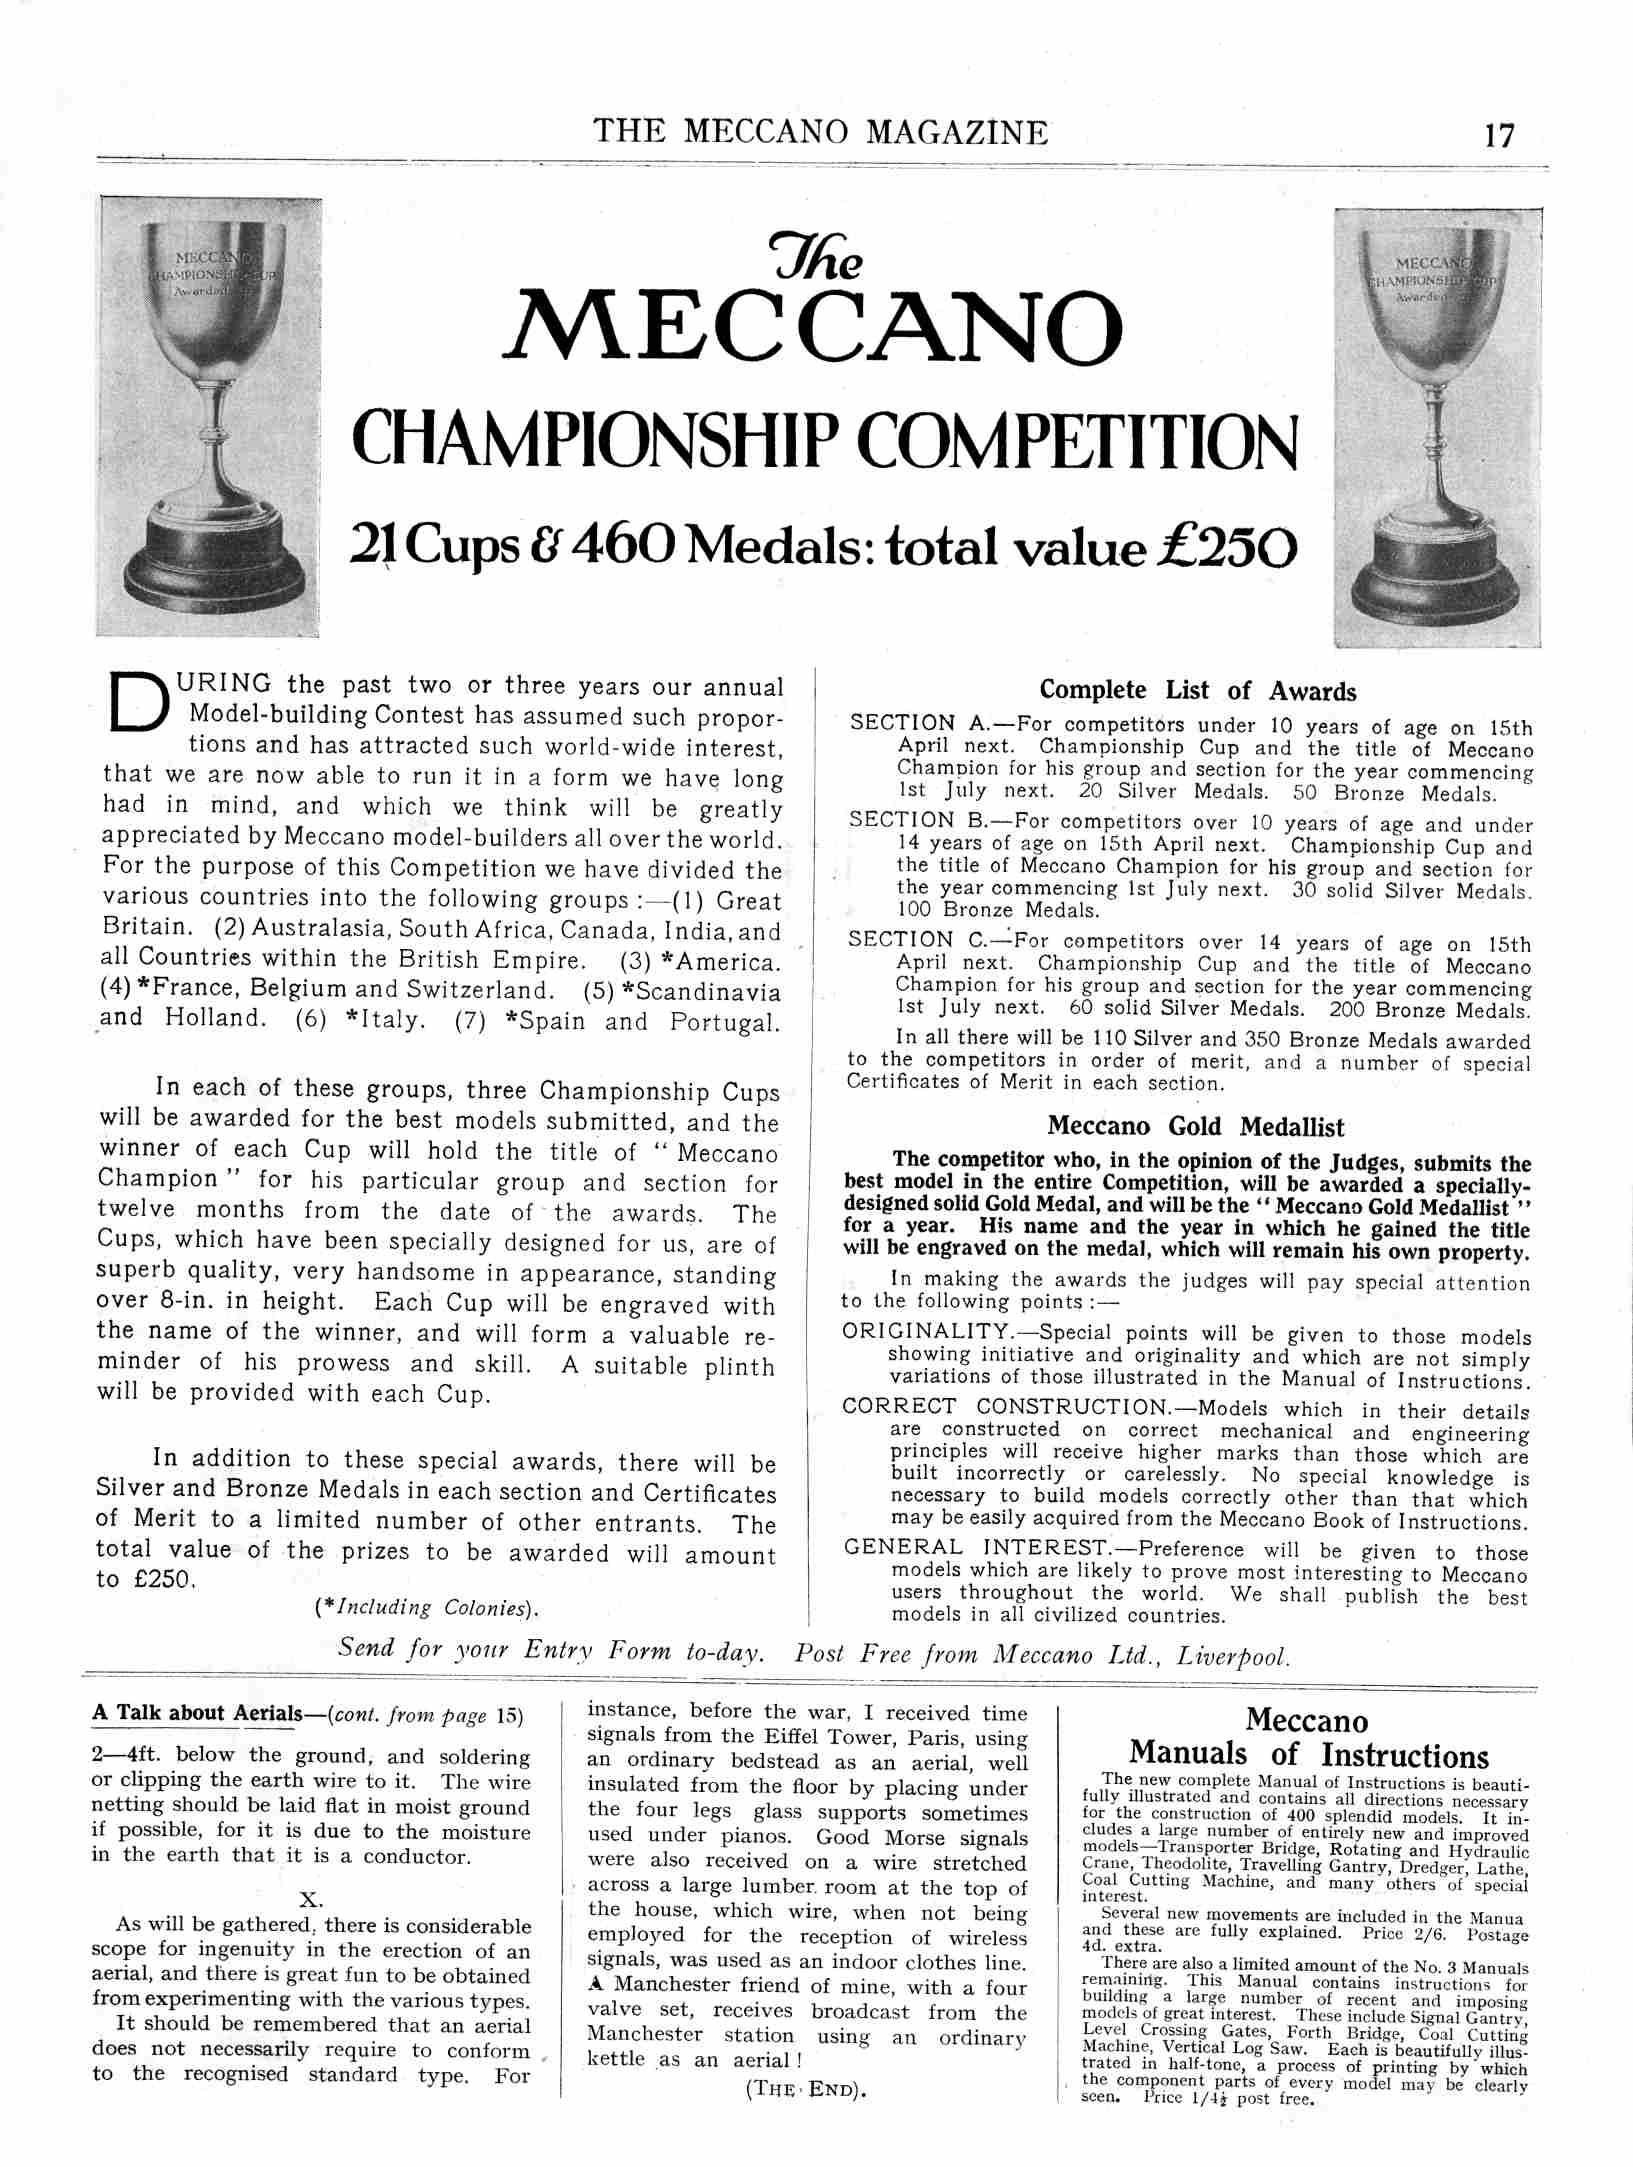 THE MECCANO MAGAZINE 17
MECCANO
CHAMPIONSHIP CUP
Awarded
The
MECCANO
CHAMPIONSHIP COMPETITION
21 Cups & 460 Medals: total value £250
MECCANO
CHAMPIONSHIP CUP
Awarded
DURING the past two or three years our annual
Model-building Contest has assumed such propor-
tions and has attracted such world-wide interest,
that we are now able to run it in a form we have long
had in mind, and which we think will be greatly
appreciated by Meccano model-builders all over the world.
For the purpose of this Competition we have divided the
various countries into the following groups :—(1) Great
Britain. (2) Australasia, South Africa, Canada, India, and
all Countries within the British Empire. (3) *America.
(4) *France, Belgium and Switzerland. (5) *Scandinavia
and Holland. (6) *Italy. (7) *Spain and Portugal.
In each of these groups, three Championship Cups
will be awarded for the best models submitted, and the
winner of each Cup will hold the title of “ Meccano
Champion ” for his particular group and section for
twelve months from the date of the awards. The
Cups, which have been specially designed for us, are of
superb quality, very handsome in appearance, standing
over 8-in. in height. Each Cup will be engraved with
the name of the winner, and will form a valuable re-
minder of his prowess and skill. A suitable plinth
will be provided with each Cup.
In addition to these special awards, there will be
Silver and Bronze Medals in each section and Certificates
of Merit to a limited number of other entrants. The
total value of the prizes to be awarded will amount
to £250.
(*Including Colonies).
Complete List of Awards
SECTION A.—For competitors under 10 years of age on 15th
April next. Championship Cup and the title of Meccano
Champion for his group and section for the year commencing
1st July next. 20 Silver Medals. 50 Bronze Medals.
SECTION B.—For competitors over 10 years of age and under
14 years of age on 15th April next. Championship Cup and
the title of Meccano Champion for his group and section for
the year commencing 1st July next. 30 solid Silver Medals.
100 Bronze Medals.
SECTION C.—For competitors over 14 years of age on 15th
April next. Championship Cup and the title of Meccano
Champion for his group and section for the year commencing
1st July next. 60 solid Silver Medals. 200 Bronze Medals.
In all there will be 110 Silver and 350 Bronze Medals awarded
to the competitors in order of merit, and a number of special
Certificates of Merit in each section.
Meccano Gold Medallist
The competitor who, in the opinion of the Judges, submits the
best model in the entire Competition, will be awarded a specially-
designed solid Gold Medal, and will be the “ Meccano Gold Medallist ”
for a year. His name and the year in which he gained the title
will be engraved on the medal, which will remain his own property.
In making the awards the judges will pay special attention
to the following points :—
ORIGINALITY.—Special points will be given to those models
showing initiative and originality and which are not simply
variations of those illustrated in the Manual of Instructions.
CORRECT CONSTRUCTION.—Models which in their details
are constructed on correct mechanical and engineering
principles will receive higher marks than those which are
built incorrectly or carelessly. No special knowledge is
necessary to build models correctly other than that which
may be easily acquired from the Meccano Book of Instructions.
GENERAL INTEREST.—Preference will be given to those
models which are likely to prove most interesting to Meccano
users throughout the world. We shall publish the best
models in all civilized countries.
Send for your Entry Form to-day. Post Free from Meccano Ltd., Liverpool.
A Talk about Aerials—(cont. from page 15)
2—4ft. below the ground, and soldering
or clipping the earth wire to it. The wire
netting should be laid flat in moist ground
if possible, for it is due to the moisture
in the earth that it is a conductor.
X.
As will be gathered, there is considerable
scope for ingenuity in the erection of an
aerial, and there is great fun to be obtained
from experimenting with the various types.
It should be remembered that an aerial
does not necessarily require to conform
to the recognised standard type. For
instance, before the war, I received time
signals from the Eiffel Tower, Paris, using
an ordinary bedstead as an aerial, well
insulated from the floor by placing under
the four legs glass supports sometimes
used under pianos. Good Morse signals
were also received on a wire stretched
across a large lumber room at the top of
the house, which wire, when not being
employed for the reception of wireless
signals, was used as an indoor clothes line.
A Manchester friend of mine, with a four
valve set, receives broadcast from the
Manchester station using an ordinary
kettle as an aerial !
(THE END).
Meccano
Manuals of Instructions
The new complete Manual of Instructions is beauti-
fully illustrated and contains all directions necessary
for the construction of 400 splendid models. It in-
cludes a large number of entirely new and improved
models—Transporter Bridge, Rotating and Hydraulic
Crane, Theodolite, Travelling Gantry, Dredger, Lathe,
Coal Cutting Machine, and many others of special
interest.
Several new movements are included in the Manua
and these are fully explained. Price 2/6. Postage
4d. extra.
There are also a limited amount of the No. 3 Manuals
remaining. This Manual contains instructions for
building a large number of recent and imposing
models of great interest. These include Signal Gantry,
Level Crossing Gates, Forth Bridge, Coal Cutting
Machine, Vertical Log Saw. Each is beautifully illus-
trated in half-tone, a process of printing by which
the component parts of every model may be clearly
seen. Price 1/4½ post free.